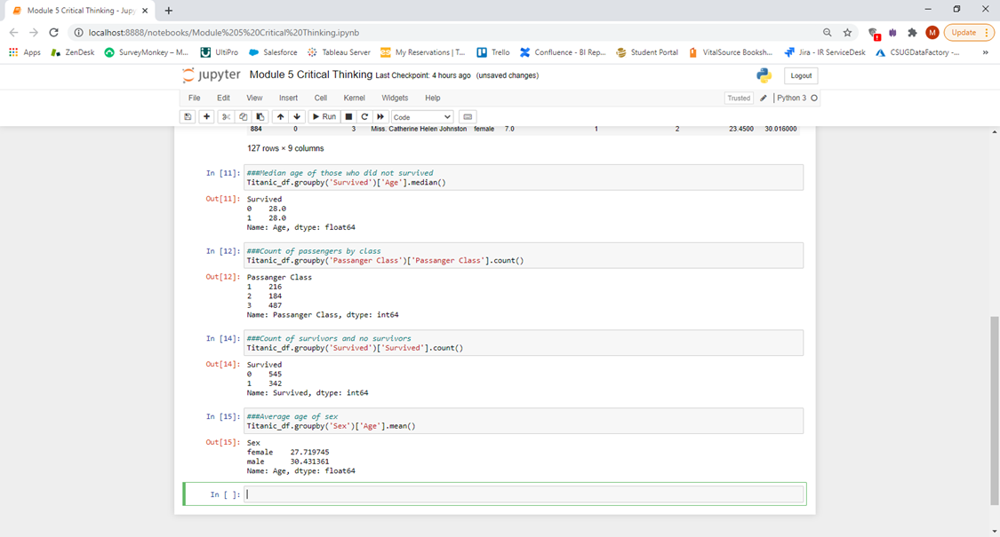 Module 5 Critical Thinking - Jupy
localhost:8888/notebooks/Module%205%20Critical%20Thinking.ipynb
M
Update
Apps
ZenDesk
SurveyMonkey – M...
UltiPro
Salesforce
Tableau Server
My Reservations | T...
Trello
Confluence - BI Rep...
Student Portal
VitalSource Booksh...
Jira - IR ServiceDesk
CSUGDataFactory -...
»
jupyter Module 5 Critical Thinking Last Checkpoint: 4 hours ago (unsaved changes)
Logout
File Edit View Insert Cell Kernel Widgets Help
Trusted
Python 3
Run
Code
884 0 3 Miss. Catherine Helen Johnston female 7.0 1 2 23.4500 30.016000
127 rows × 9 columns
In [11]: ###Median age of those who did not survived
Titanic_df.groupby('Survived')['Age'].median()
Out[11]: Survived
0 28.0
1 28.0
Name: Age, dtype: float64
In [12]: ###Count of passengers by class
Titanic_df.groupby('Passanger Class')['Passanger Class'].count()
Out[12]: Passanger Class
1 216
2 184
3 487
Name: Passanger Class, dtype: int64
In [14]: ###Count of survivors and no survivors
Titanic_df.groupby('Survived')['Survived'].count()
Out[14]: Survived
0 545
1 342
Name: Survived, dtype: int64
In [15]: ###Average age of sex
Titanic_df.groupby('Sex')['Age'].mean()
Out[15]: Sex
female 27.719745
male 30.431361
Name: Age, dtype: float64
In [ ]: